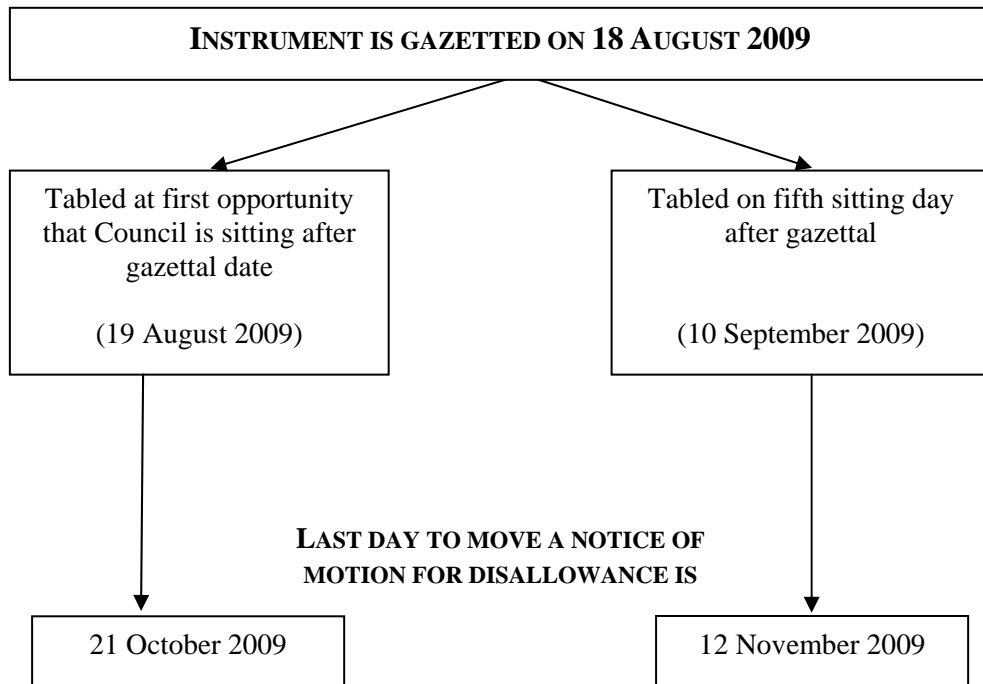 INSTRUMENT IS GAZETTED ON 18 AUGUST 2009
Tabled at first opportunity
that Council is sitting after
gazettal date
(19 August 2009)
Tabled on fifth sitting day
after gazettal
(10 September 2009)
LAST DAY TO MOVE A NOTICE OF
MOTION FOR DISALLOWANCE IS
21 October 2009
12 November 2009